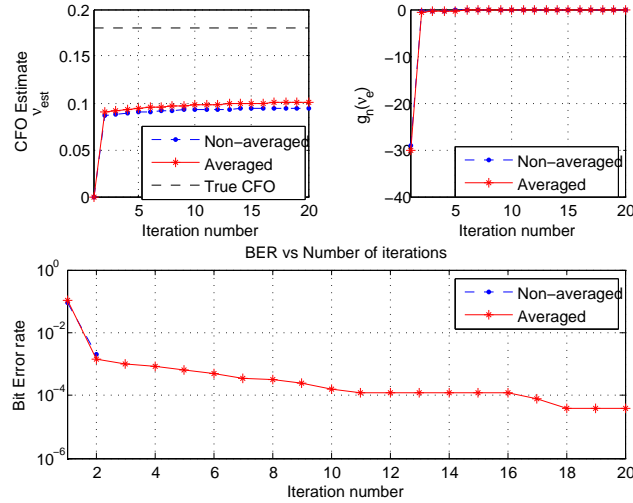 0.2
0.15
0.1
0.05
0
5
10
15
20
Iteration number
CFO Estimate
ν_est
Non−averaged
Averaged
True CFO
0
−10
−20
−30
−40
5
10
15
20
Iteration number
g_n(ν_e)
Non−averaged
Averaged
BER vs Number of iterations
10^0
10^−2
10^−4
10^−6
2
4
6
8
10
12
14
16
18
20
Iteration number
Bit Error rate
Non−averaged
Averaged